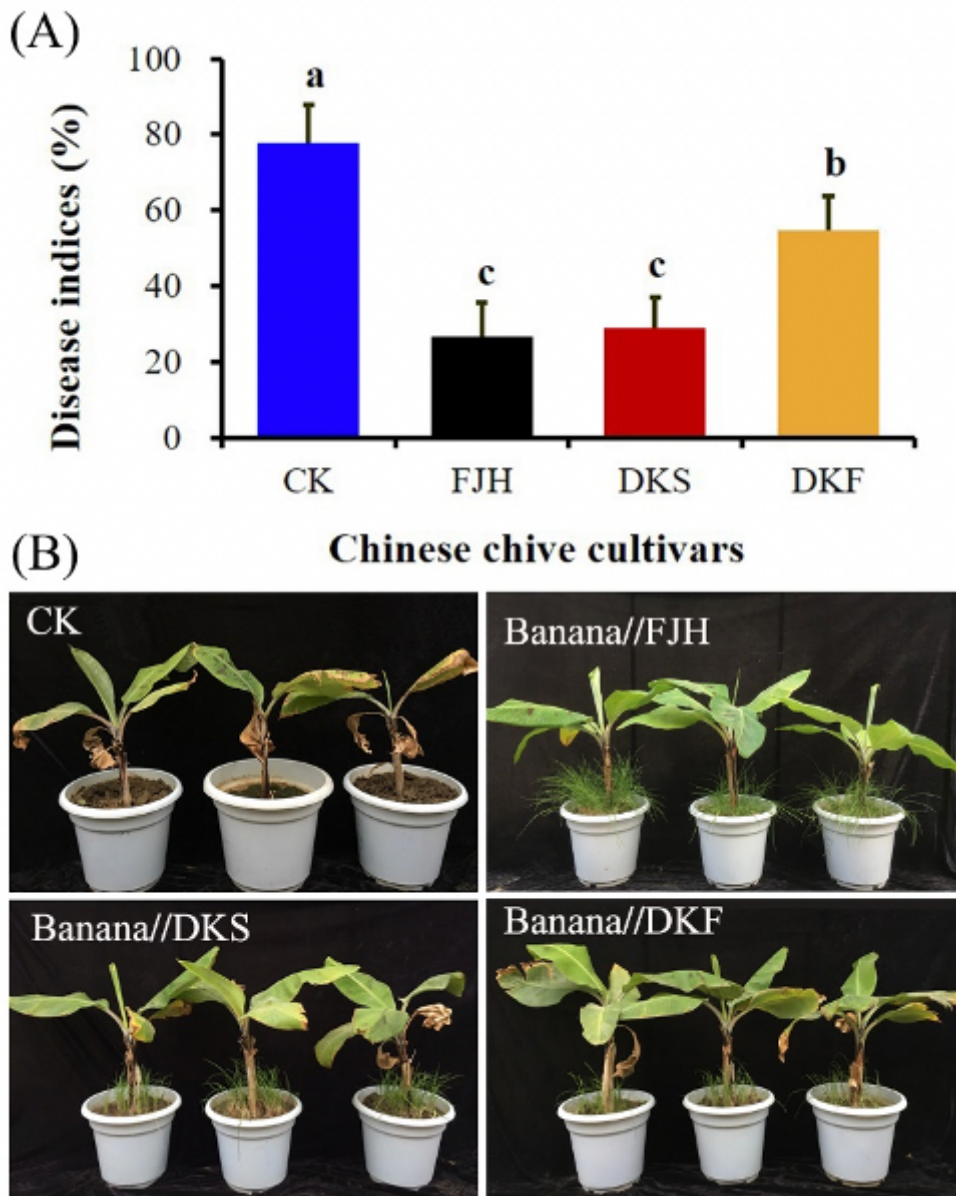 (A)
Disease indices (%)
100
80
60
40
20
0
a
c
c
b
CK
FJH
DKS
DKF
Chinese chive cultivars
(B)
CK
Banana//FJH
Banana//DKS
Banana//DKF